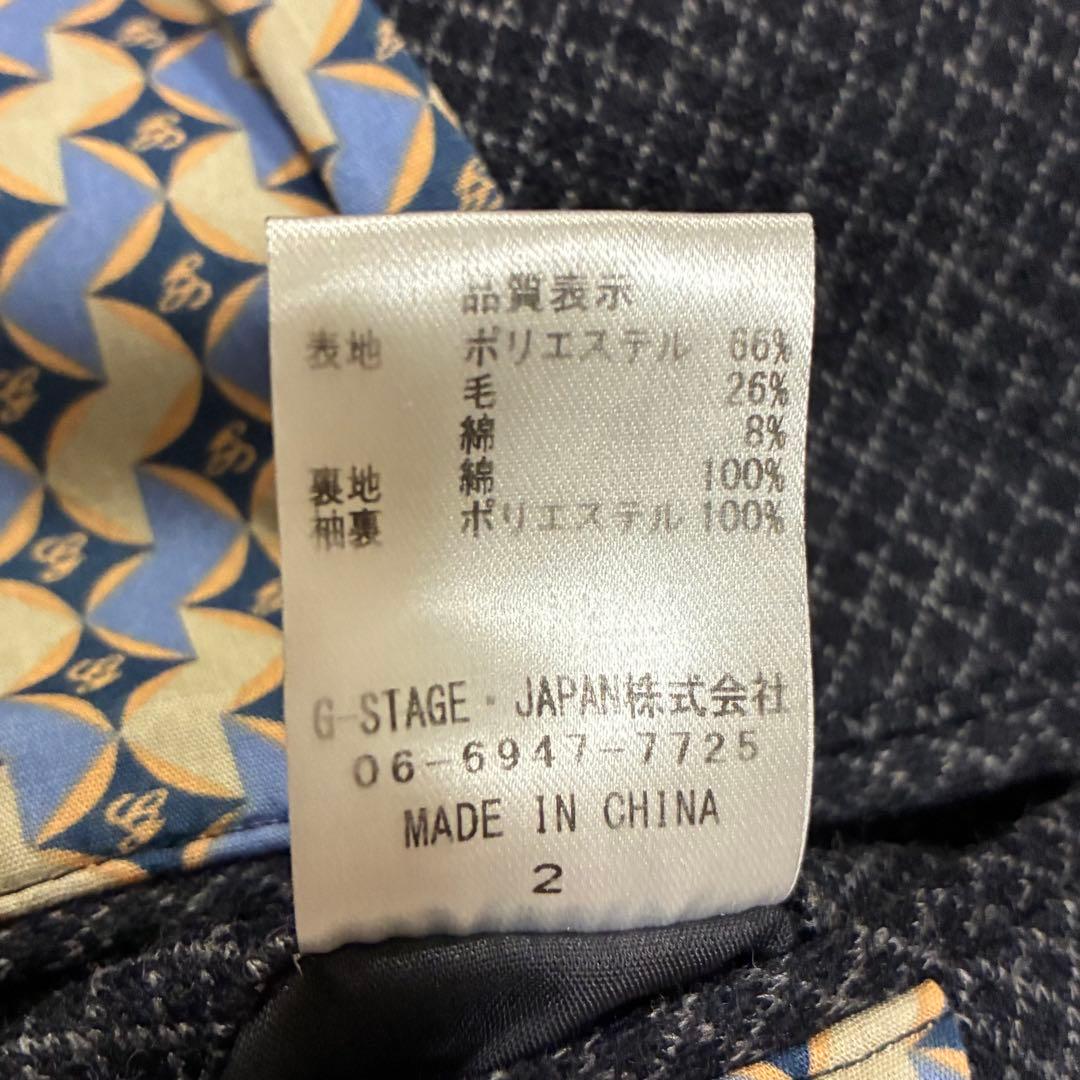 品質表示
表地 ポリエステル 66%
毛 26%
綿 8%
裏地 綿 100%
袖裏 ポリエステル 100%
G-STAGE・JAPAN株式会社
06-6947-7725
MADE IN CHINA
2